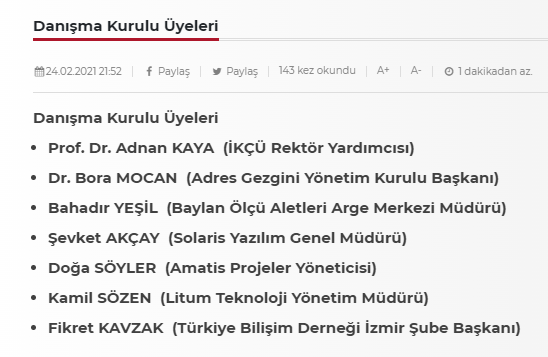 Danışma Kurulu Üyeleri
24.02.2021 21:52 Paylaş Paylaş 143 kez okundu A+ A- 1 dakikadan az.
Danışma Kurulu Üyeleri
• Prof. Dr. Adnan KAYA (İKÇÜ Rektör Yardımcısı)
• Dr. Bora MOCAN (Adres Gezgini Yönetim Kurulu Başkanı)
• Bahadır YEŞİL (Baylan Ölçü Aletleri Arge Merkezi Müdürü)
• Şevket AKÇAY (Solaris Yazılım Genel Müdürü)
• Doğa SÖYLER (Amatis Projeler Yöneticisi)
• Kamil SÖZEN (Litum Teknoloji Yönetim Müdürü)
• Fikret KAVZAK (Türkiye Bilişim Derneği İzmir Şube Başkanı)